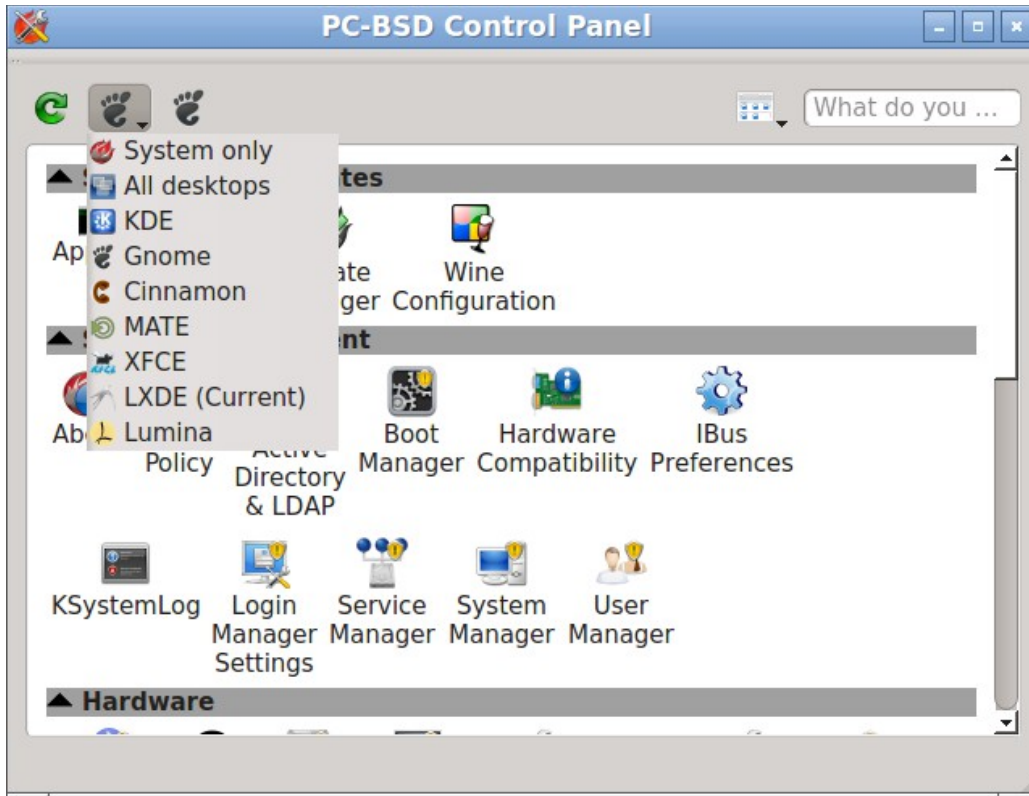 PC-BSD Control Panel
What do you ...
System only
All desktops
KDE
Gnome
Cinnamon
MATE
XFCE
LXDE (Current)
Lumina
Wine
Configuration
Policy
Active
Directory
& LDAP
Boot
Manager
Hardware
Compatibility
IBus
Preferences
KSystemLog
Login
Manager
Settings
Service
Manager
System
Manager
User
Manager
Hardware